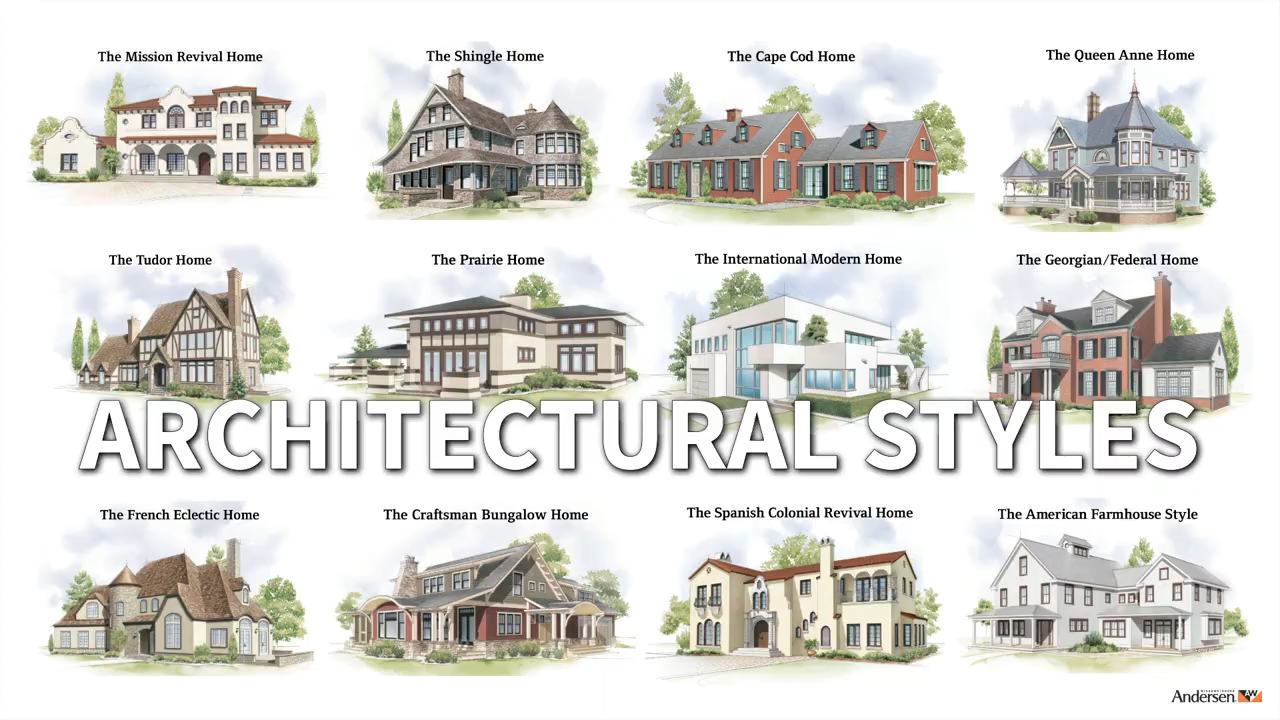 The Mission Revival Home
The Shingle Home
The Cape Cod Home
The Queen Anne Home
The Tudor Home
The Prairie Home
The International Modern Home
The Georgian/Federal Home
ARCHITECTURAL STYLES
The French Eclectic Home
The Craftsman Bungalow Home
The Spanish Colonial Revival Home
The American Farmhouse Style
Andersen AW